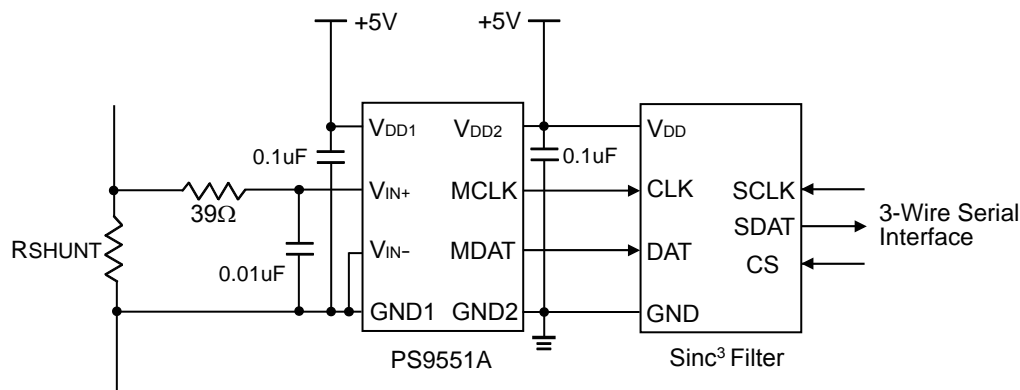 +5V
+5V
VDD1
VDD2
VDD
0.1uF
0.1uF
VIN+
MCLK
CLK
SCLK
39Ω
3-Wire Serial
Interface
SDAT
RSHUNT
VIN−
MDAT
DAT
CS
0.01uF
GND1
GND2
GND
PS9551A
Sinc³ Filter